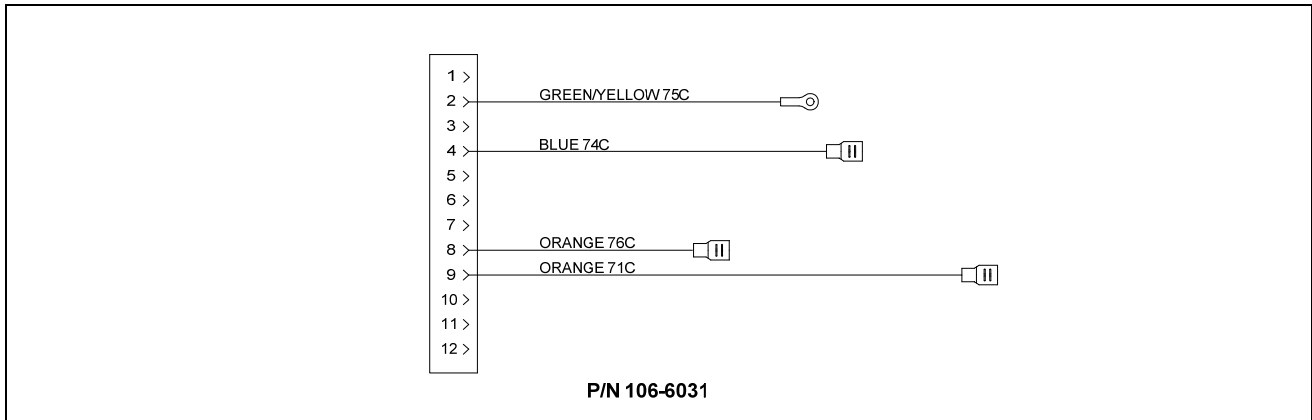 1
2 GREEN/YELLOW 75C
3
4 BLUE 74C
5
6
7
8 ORANGE 76C
9 ORANGE 71C
10
11
12
P/N 106-6031